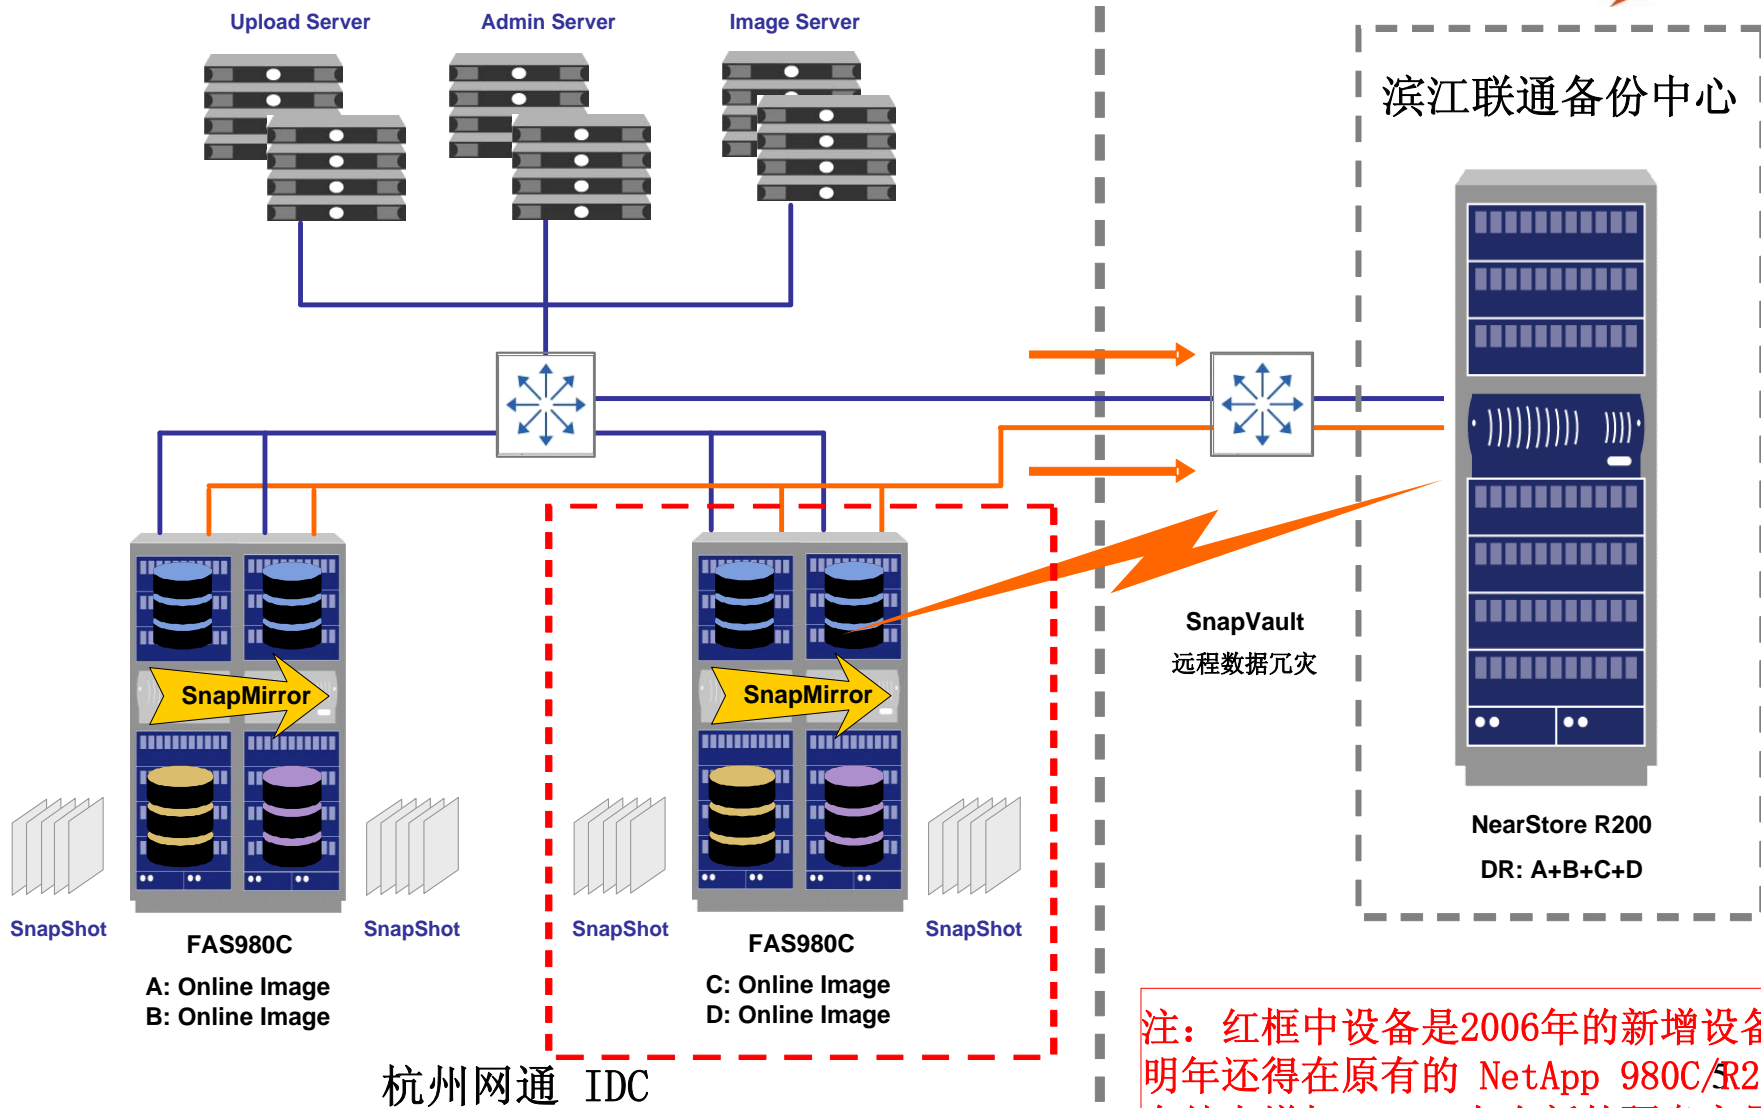 Upload Server
Admin Server
Image Server
滨江联通备份中心
SnapVault
远程数据冗灾
SnapMirror
SnapMirror
NearStore R200
DR: A+B+C+D
SnapShot
SnapShot
SnapShot
SnapShot
FAS980C
A: Online Image
B: Online Image
FAS980C
C: Online Image
D: Online Image
杭州网通 IDC
注: 红框中设备是2006年的新增设备
明年还得在原有的 NetApp 980C/R2
5